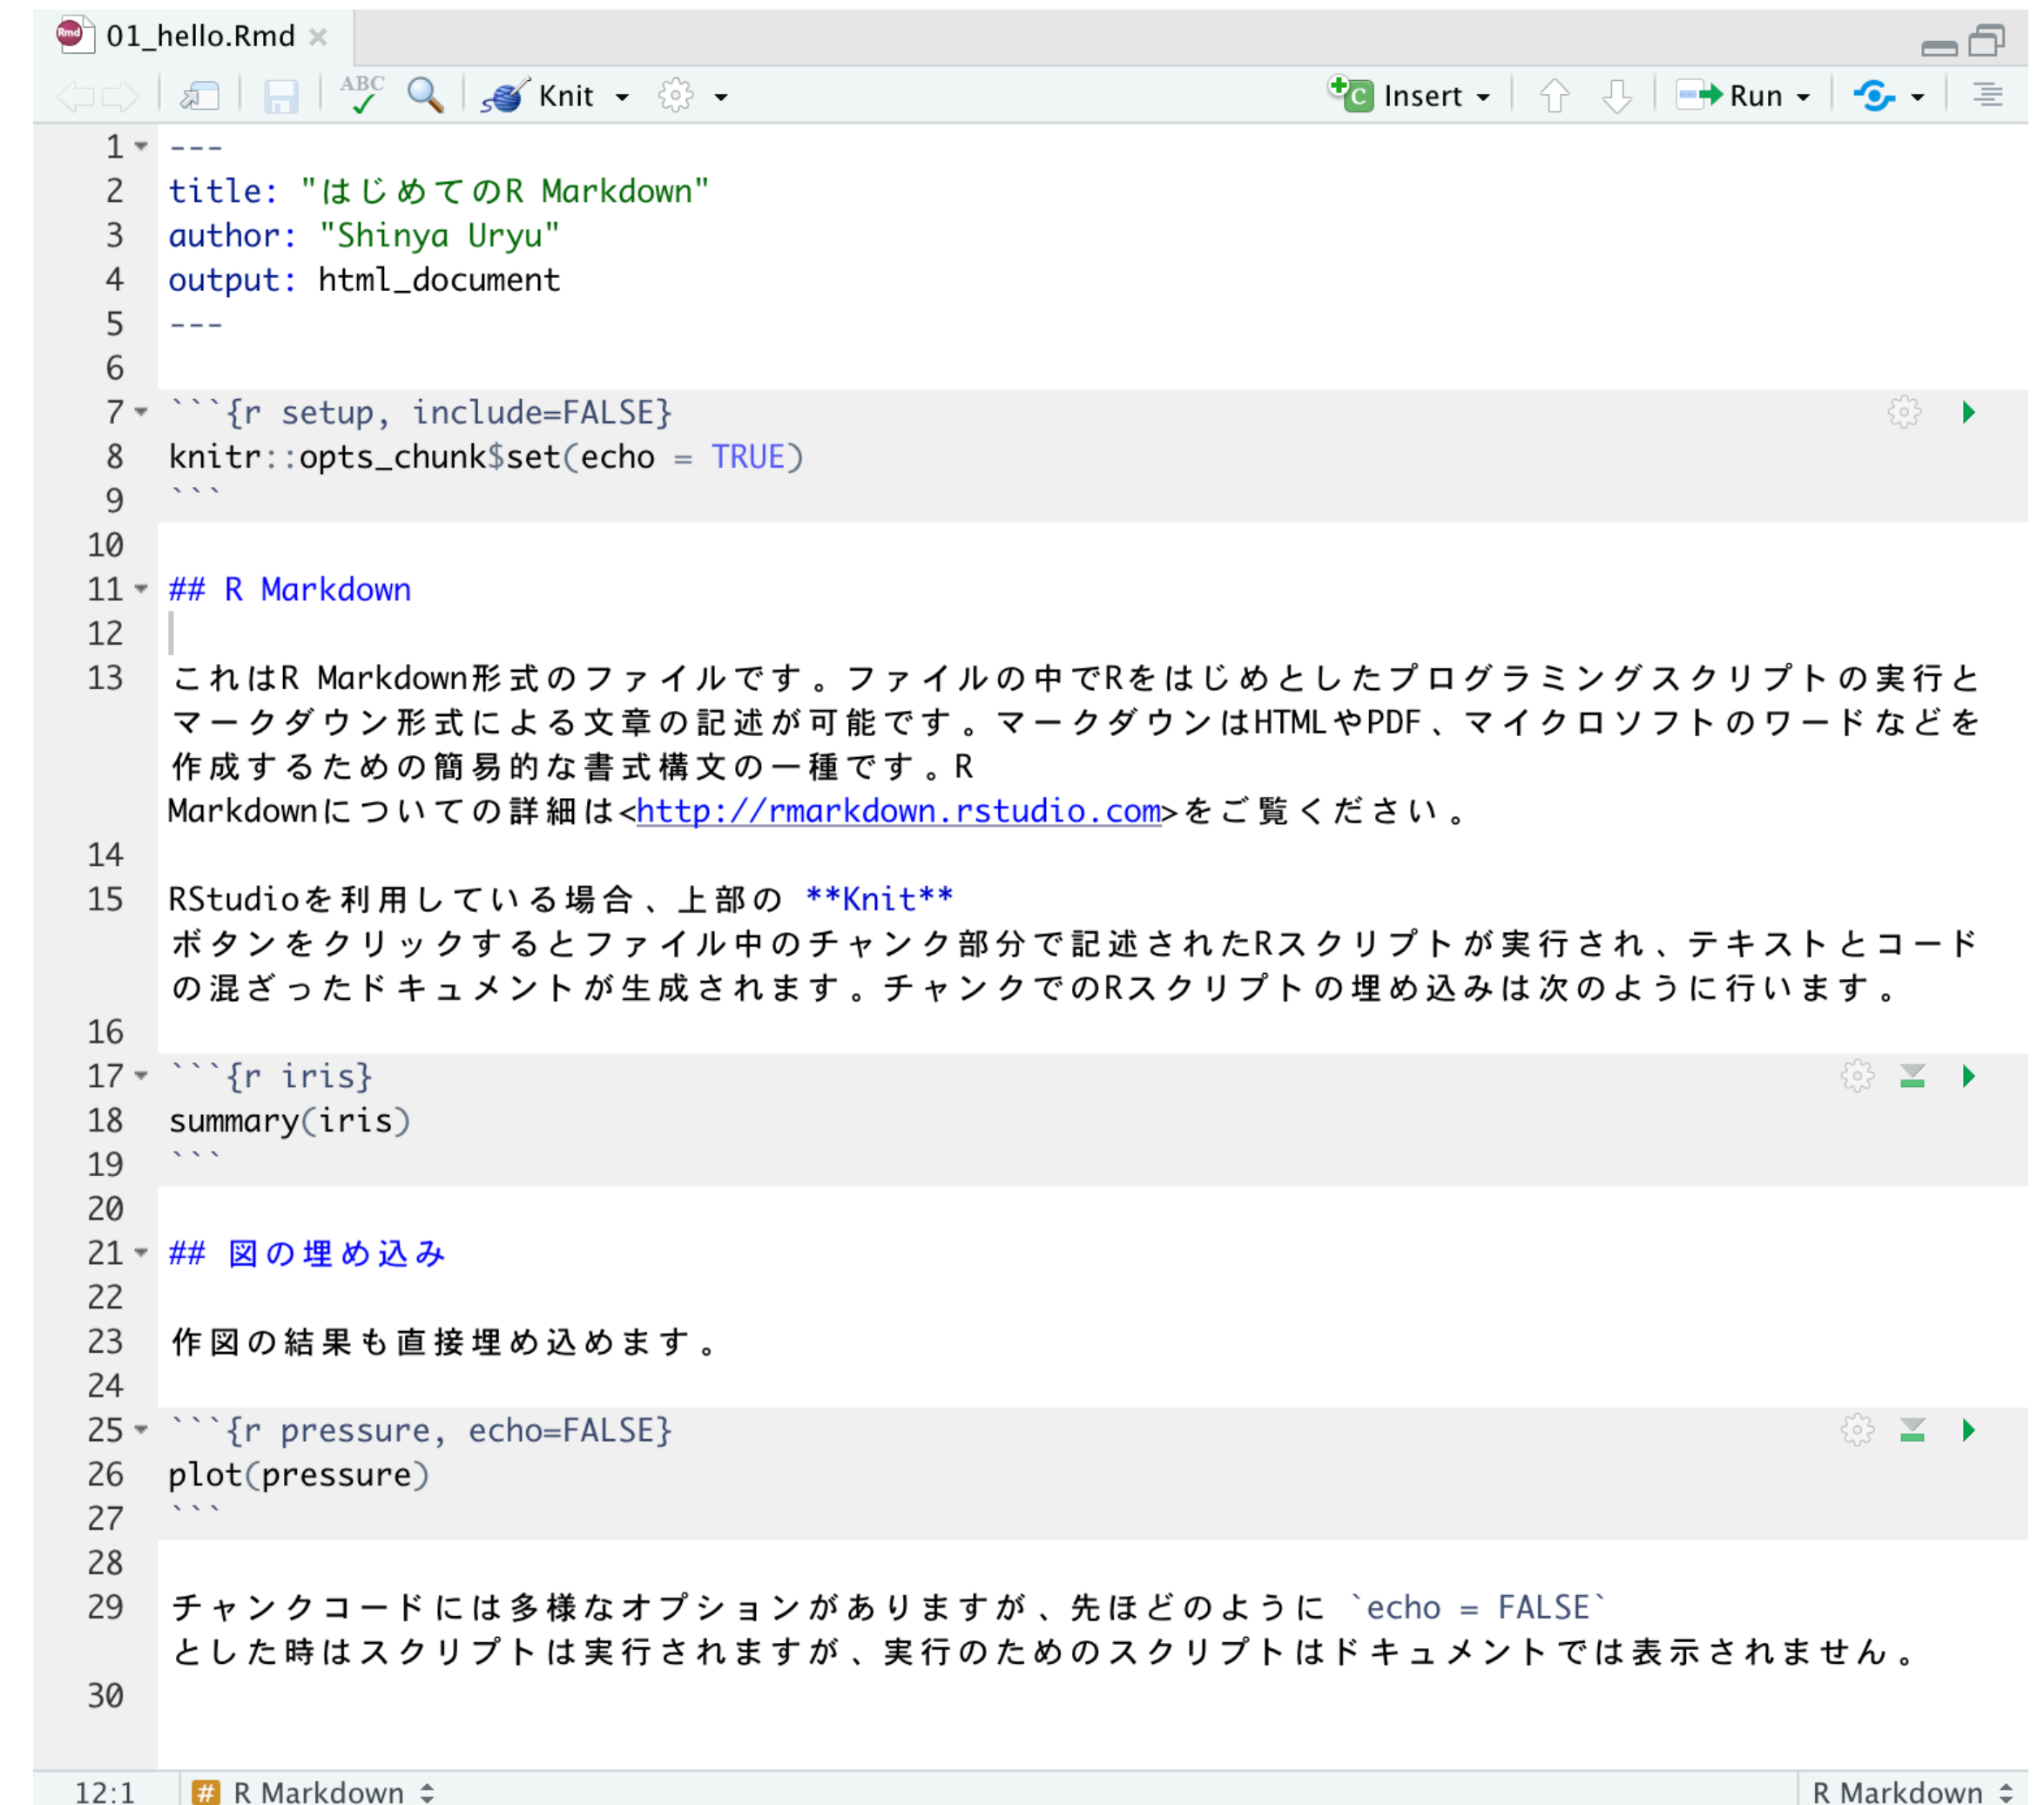 01_hello.Rmd
ABC Knit Insert Run
1 ---
2 title: "はじめてのR Markdown"
3 author: "Shinya Uryu"
4 output: html_document
5 ---
6
7 ```{r setup, include=FALSE}
8 knitr::opts_chunk$set(echo = TRUE)
9 ```
10
11 ## R Markdown
12
13 これはR Markdown形式のファイルです。ファイルの中でRをはじめとしたプログラミングスクリプトの実行と
マークダウン形式による文章の記述が可能です。マークダウンはHTMLやPDF、マイクロソフトのワードなどを
作成するための簡易的な書式構文の一種です。R
Markdownについての詳細は<http://rmarkdown.rstudio.com>をご覧ください。
14
15 RStudioを利用している場合、上部の **Knit**
ボタンをクリックするとファイル中のチャンク部分で記述されたRスクリプトが実行され、テキストとコード
の混ざったドキュメントが生成されます。チャンクでのRスクリプトの埋め込みは次のように行います。
16
17 ```{r iris}
18 summary(iris)
19 ```
20
21 ## 図の埋め込み
22
23 作図の結果も直接埋め込めます。
24
25 ```{r pressure, echo=FALSE}
26 plot(pressure)
27 ```
28
29 チャンクコードには多様なオプションがありますが、先ほどのように `echo = FALSE`
とした時はスクリプトは実行されますが、実行のためのスクリプトはドキュメントでは表示されません。
30
12:1 # R Markdown R Markdown